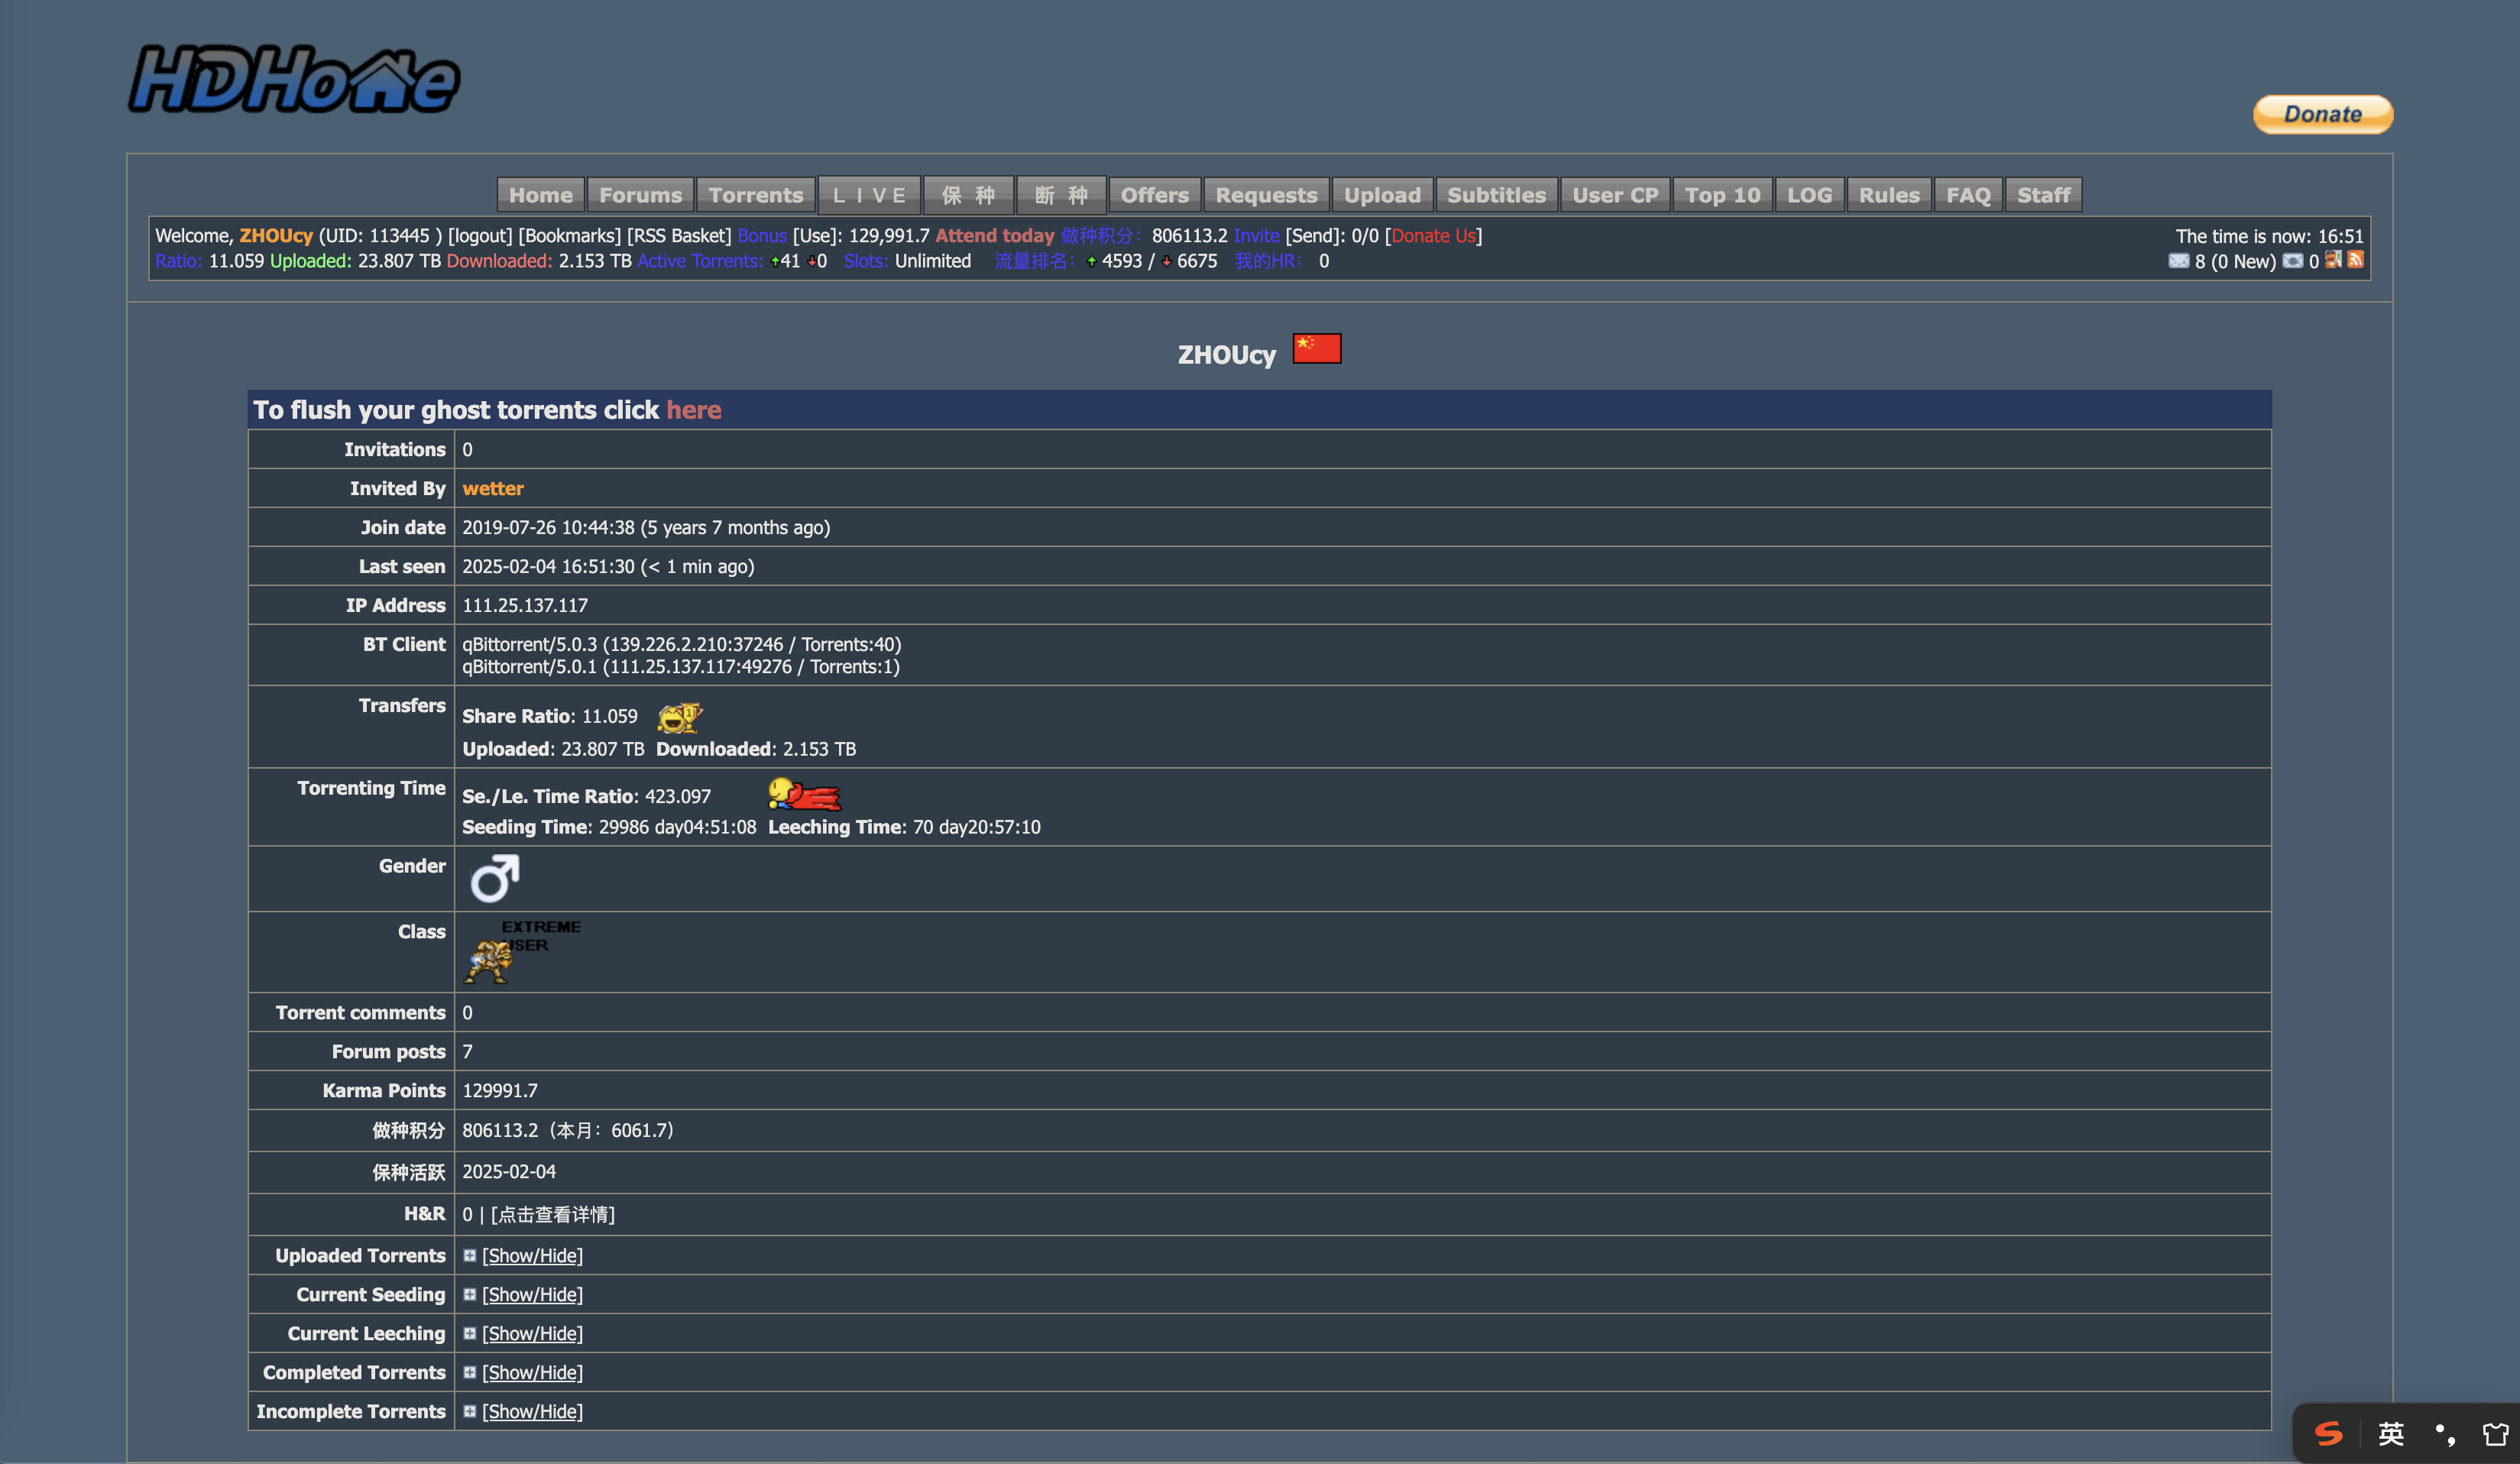 HDHome
Donate
Home Forums Torrents LIVE 保 种 断 种 Offers Requests Upload Subtitles User CP Top 10 LOG Rules FAQ Staff
Welcome, ZHOUcy (UID: 113445 ) [logout] [Bookmarks] [RSS Basket] Bonus [Use]: 129,991.7 Attend today 做种积分: 806113.2 Invite [Send]: 0/0 [Donate Us] The time is now: 16:51
Ratio: 11.059 Uploaded: 23.807 TB Downloaded: 2.153 TB Active Torrents: 41 0 Slots: Unlimited 流量排名: 4593 / 6675 我的HR: 0 8 (0 New) 0
ZHOUcy
To flush your ghost torrents click here
Invitations 0
Invited By wetter
Join date 2019-07-26 10:44:38 (5 years 7 months ago)
Last seen 2025-02-04 16:51:30 (< 1 min ago)
IP Address 111.25.137.117
BT Client qBittorrent/5.0.3 (139.226.2.210:37246 / Torrents:40)
qBittorrent/5.0.1 (111.25.137.117:49276 / Torrents:1)
Transfers Share Ratio: 11.059
Uploaded: 23.807 TB Downloaded: 2.153 TB
Torrenting Time Se./Le. Time Ratio: 423.097
Seeding Time: 29986 day04:51:08 Leeching Time: 70 day20:57:10
Gender
Class EXTREME
USER
Torrent comments 0
Forum posts 7
Karma Points 129991.7
做种积分 806113.2（本月：6061.7）
保种活跃 2025-02-04
H&R 0 | [点击查看详情]
Uploaded Torrents [Show/Hide]
Current Seeding [Show/Hide]
Current Leeching [Show/Hide]
Completed Torrents [Show/Hide]
Incomplete Torrents [Show/Hide]
英